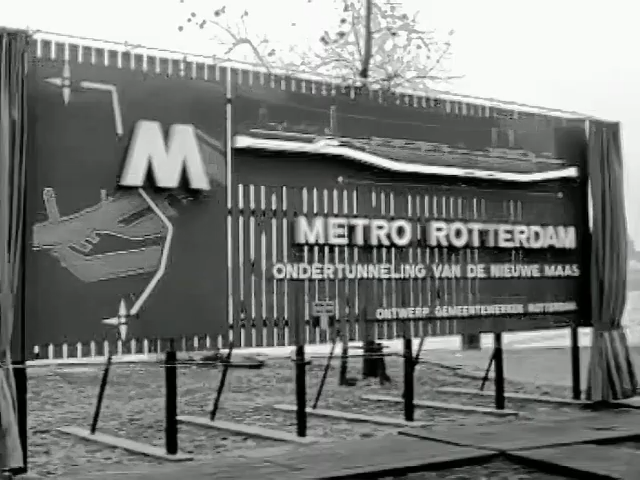 M
METRO ROTTERDAM
ONDERTUNNELING VAN DE NIEUWE MAAS
ONTWERP GEMEENTEWERKEN ROTTERDAM